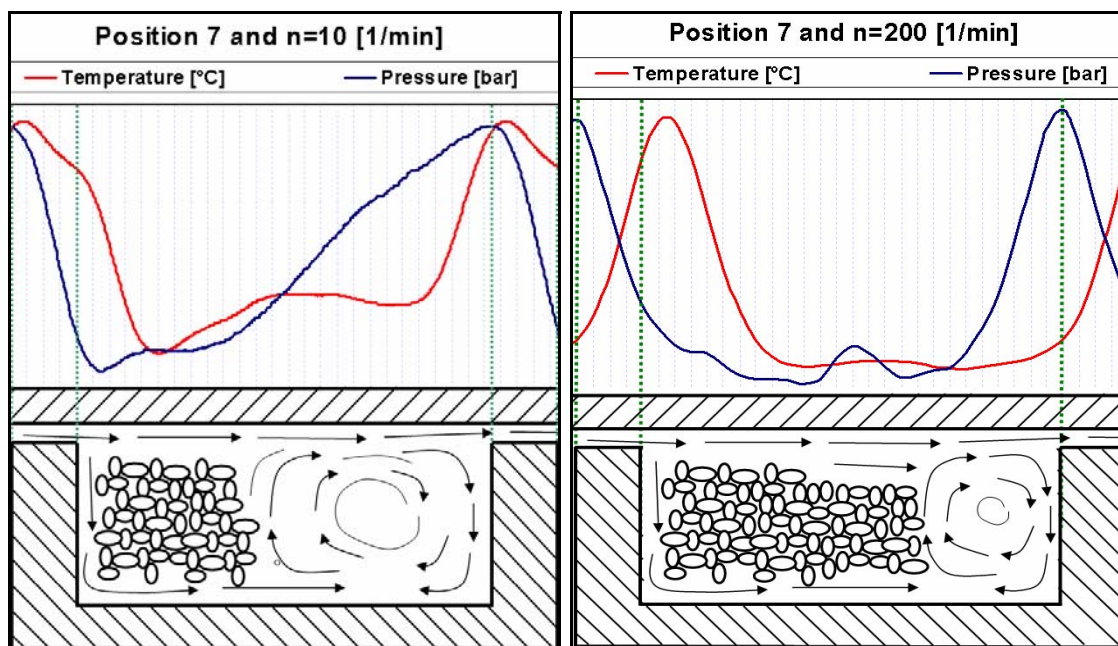 Position 7 and n=10 [1/min]
Temperature [°C] Pressure [bar]
Position 7 and n=200 [1/min]
Temperature [°C] Pressure [bar]